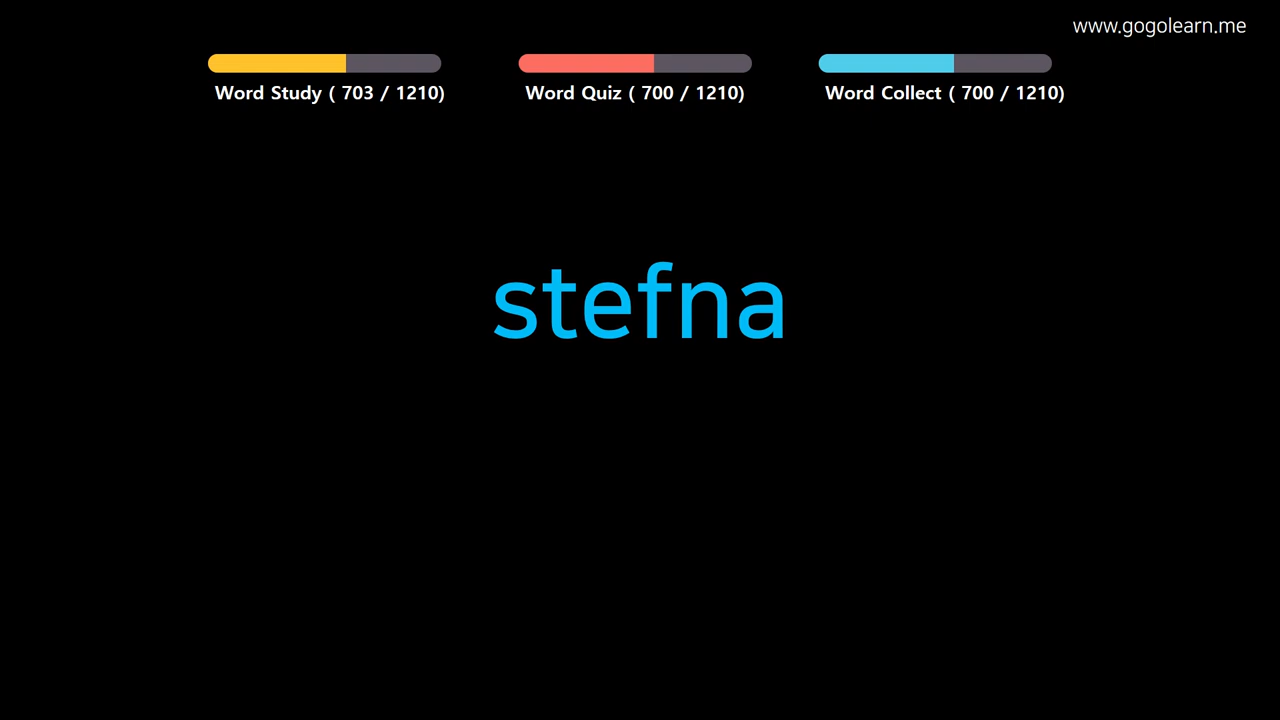 www.gogolearn.me
Word Study ( 703 / 1210)
Word Quiz ( 700 / 1210)
Word Collect ( 700 / 1210)
stefna